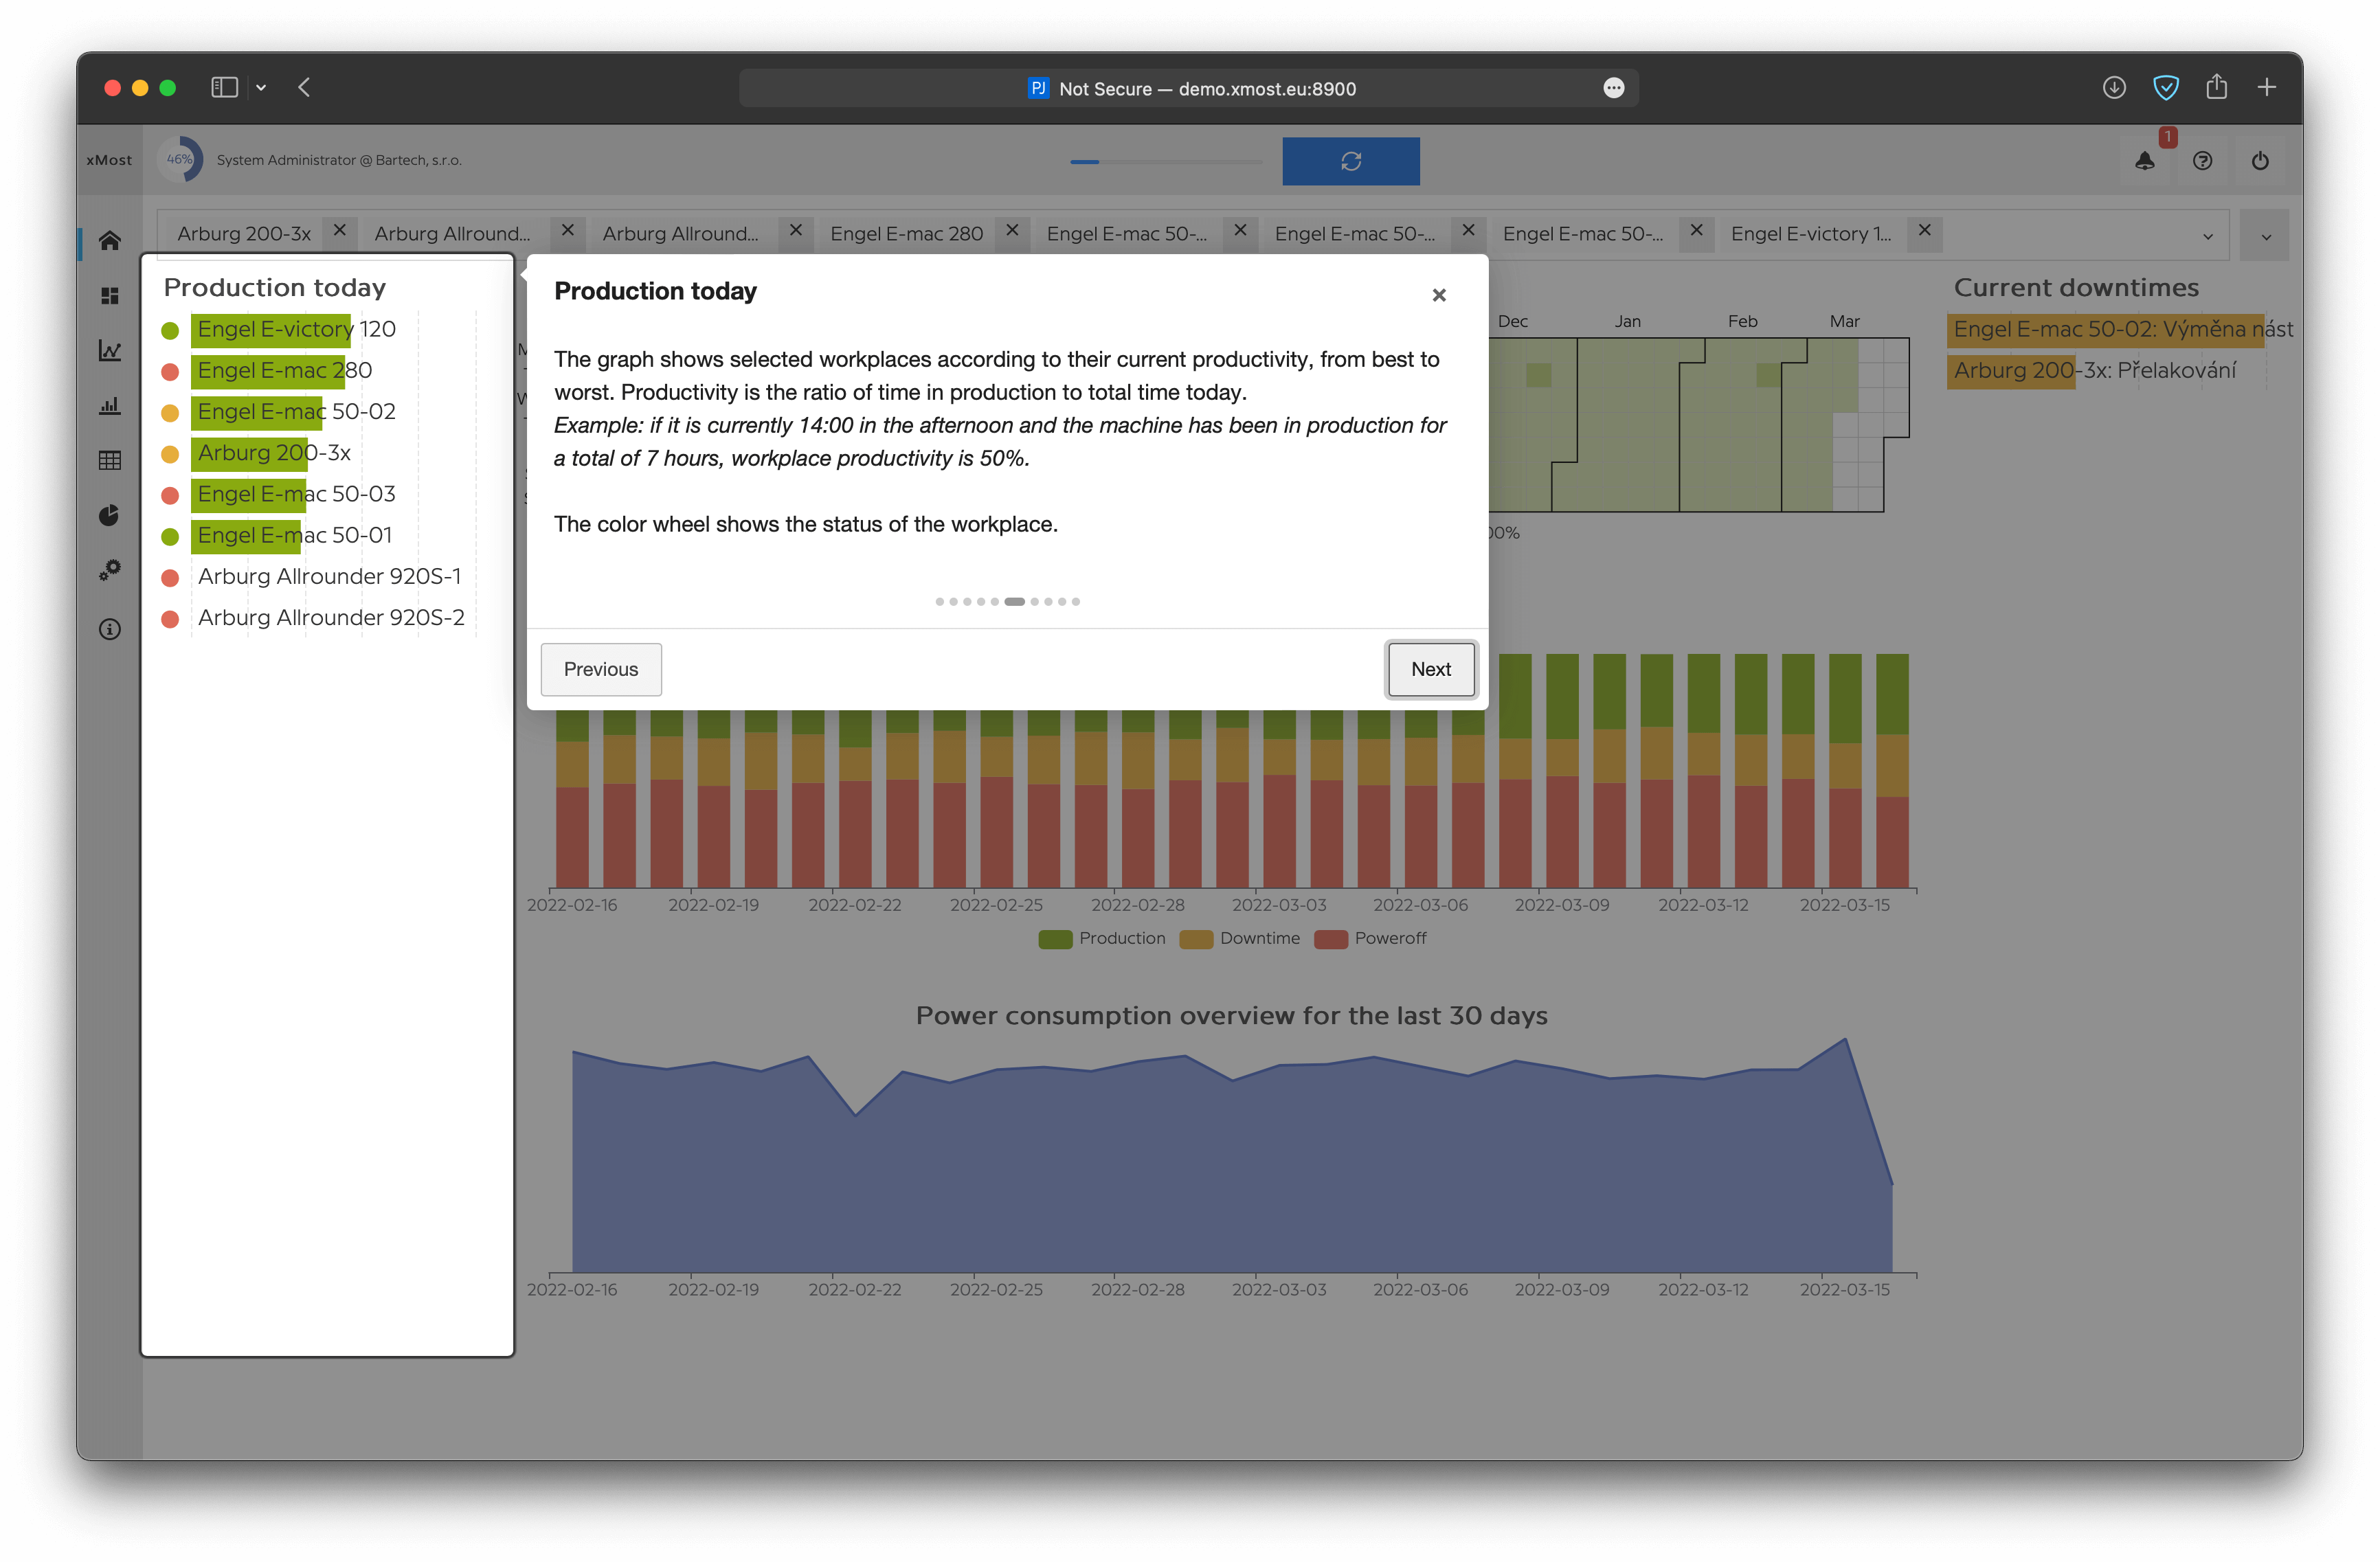 PJ Not Secure — demo.xmost.eu:8900
xMost
46%
System Administrator @ Bartech, s.r.o.
1
Arburg 200-3x
Arburg Allround...
Arburg Allround...
Engel E-mac 280
Engel E-mac 50-...
Engel E-mac 50-...
Engel E-mac 50-...
Engel E-victory 1...
Production today
Engel E-victory 120
Engel E-mac 280
Engel E-mac 50-02
Arburg 200-3x
Engel E-mac 50-03
Engel E-mac 50-01
Arburg Allrounder 920S-1
Arburg Allrounder 920S-2
Production today
The graph shows selected workplaces according to their current productivity, from best to
worst. Productivity is the ratio of time in production to total time today.
Example: if it is currently 14:00 in the afternoon and the machine has been in production for
a total of 7 hours, workplace productivity is 50%.
The color wheel shows the status of the workplace.
Previous
Next
Dec Jan Feb Mar
00%
Current downtimes
Engel E-mac 50-02: Výměna nást
Arburg 200-3x: Přelakování
2022-02-16 2022-02-19 2022-02-22 2022-02-25 2022-02-28 2022-03-03 2022-03-06 2022-03-09 2022-03-12 2022-03-15
Production Downtime Poweroff
Power consumption overview for the last 30 days
2022-02-16 2022-02-19 2022-02-22 2022-02-25 2022-02-28 2022-03-03 2022-03-06 2022-03-09 2022-03-12 2022-03-15